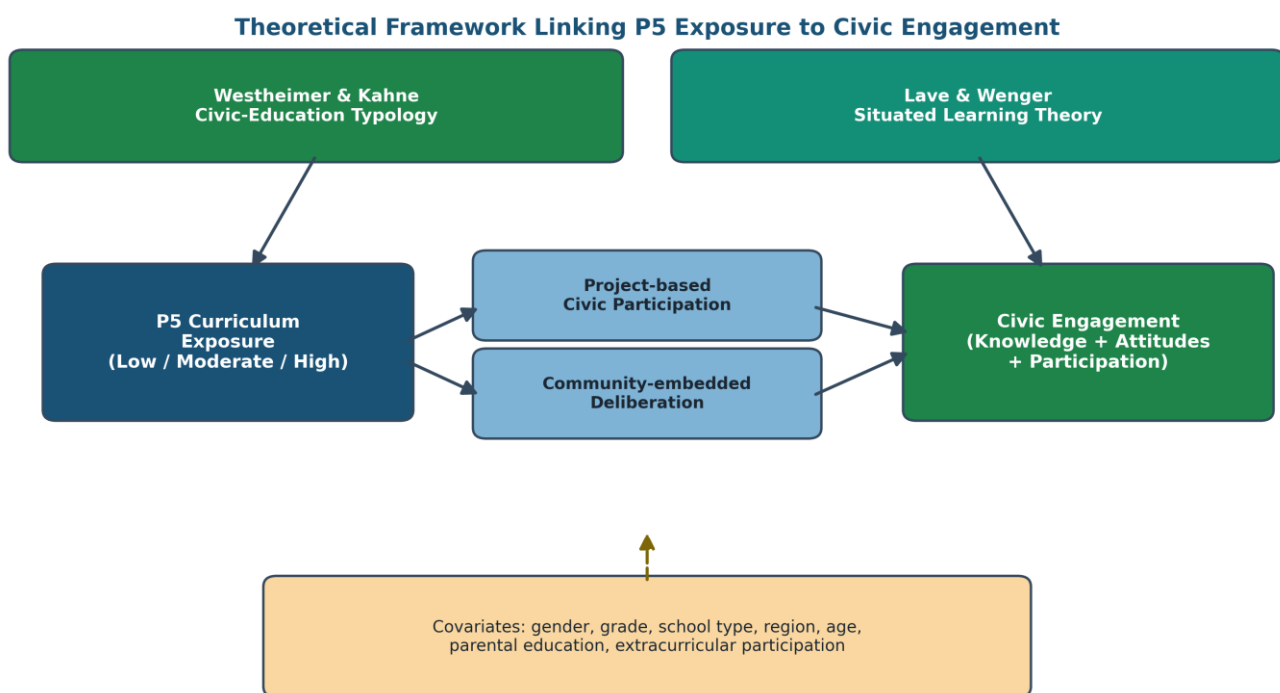 Theoretical Framework Linking P5 Exposure to Civic Engagement
Westheimer & Kahne
Civic-Education Typology
Lave & Wenger
Situated Learning Theory
P5 Curriculum
Exposure
(Low / Moderate / High)
Project-based
Civic Participation
Community-embedded
Deliberation
Civic Engagement
(Knowledge + Attitudes
+ Participation)
Covariates: gender, grade, school type, region, age,
parental education, extracurricular participation